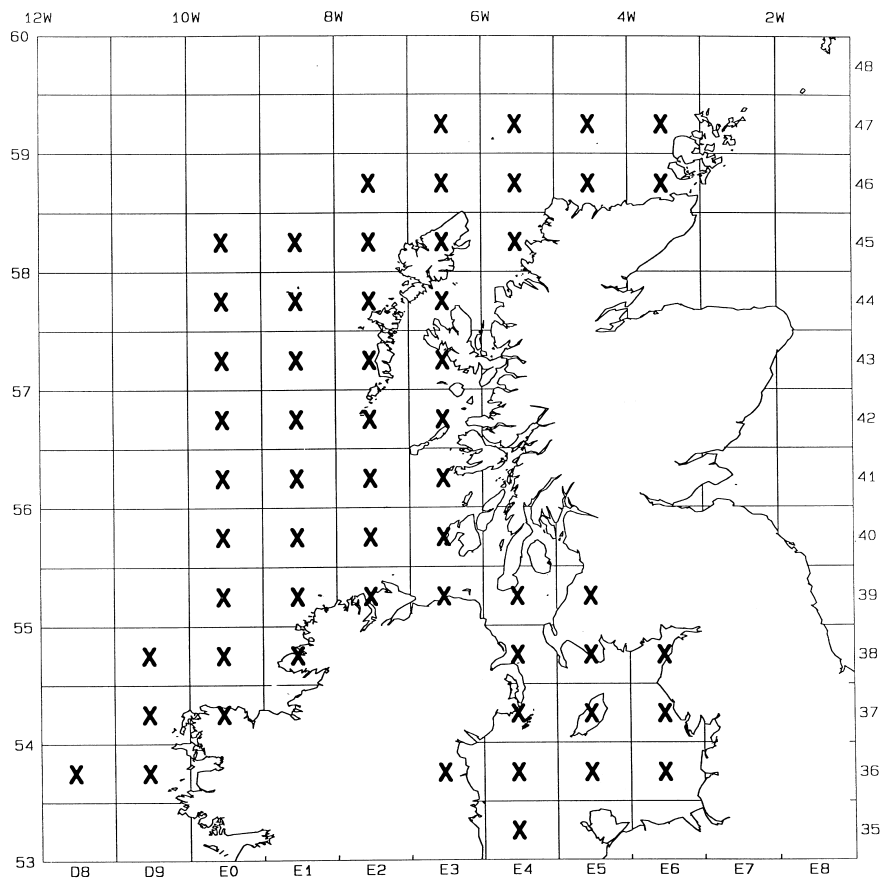 12W 10W 8W 6W 4W 2W
60
48
X X X X 47
59
X X X X X 46
X X X X X 45
58
X X X X 44
X X X X 43
57
X X X X 42
X X X X 41
56
X X X X 40
X X X X X X 39
55
X X X X X X 38
X X X X X 37
54
X X X X X X 36
X 35
53
D8 D9 E0 E1 E2 E3 E4 E5 E6 E7 E8